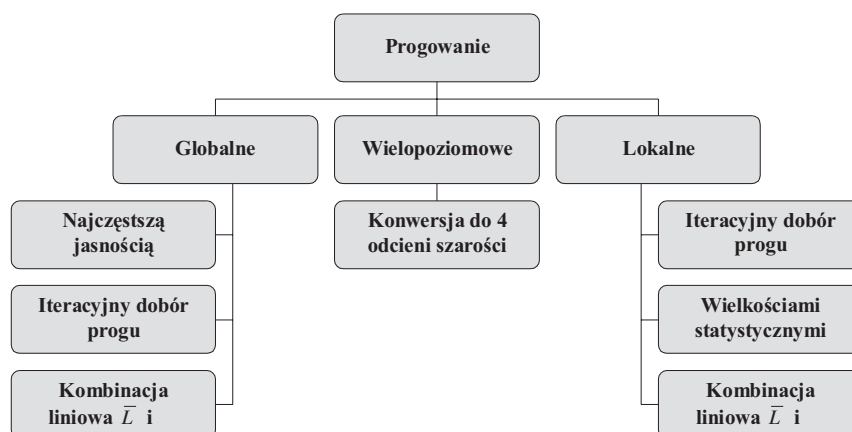 Progowanie
Globalne
Wielopoziomowe
Lokalne
Najczęstszą
jasnością
Konwersja do 4
odcieni szarości
Iteracyjny dobór
progu
Iteracyjny dobór
progu
Wielkościami
statystycznymi
Kombinacja
liniowa L̅ i
Kombinacja
liniowa L̅ i